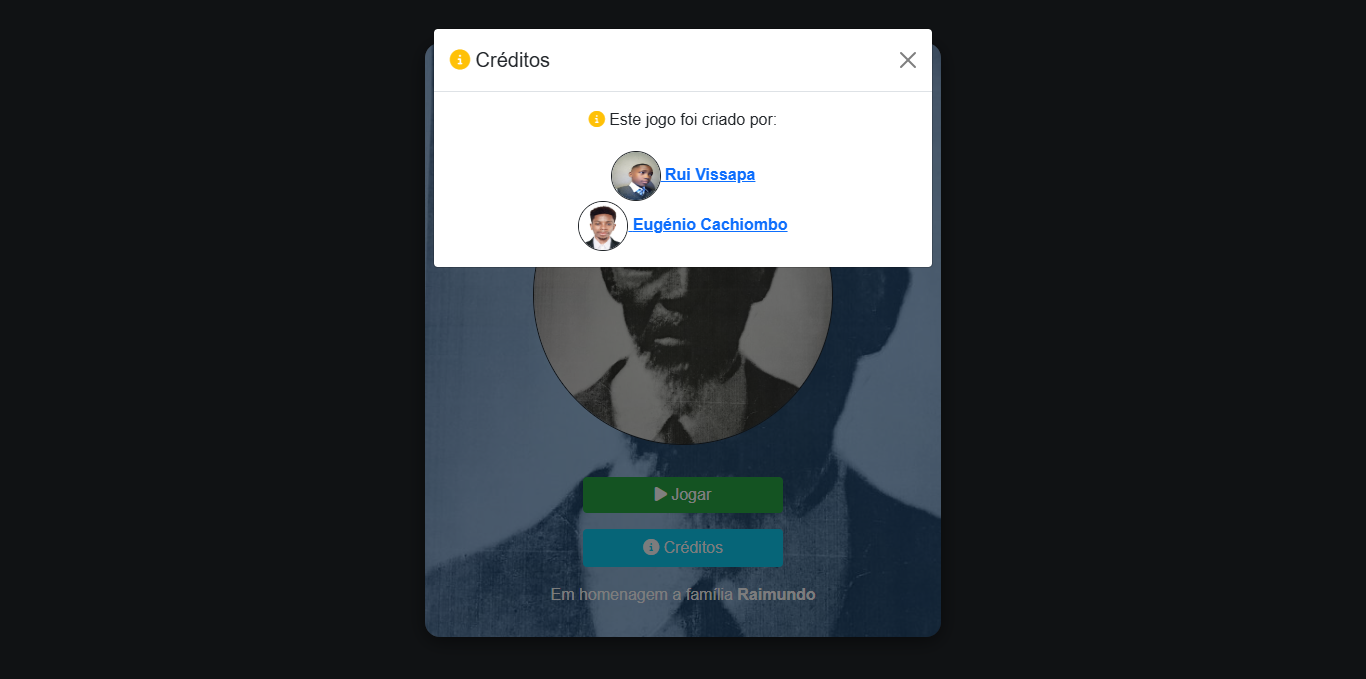 Créditos
Este jogo foi criado por:
Rui Vissapa
Eugénio Cachiombo
Jogar
Créditos
Em homenagem a família Raimundo